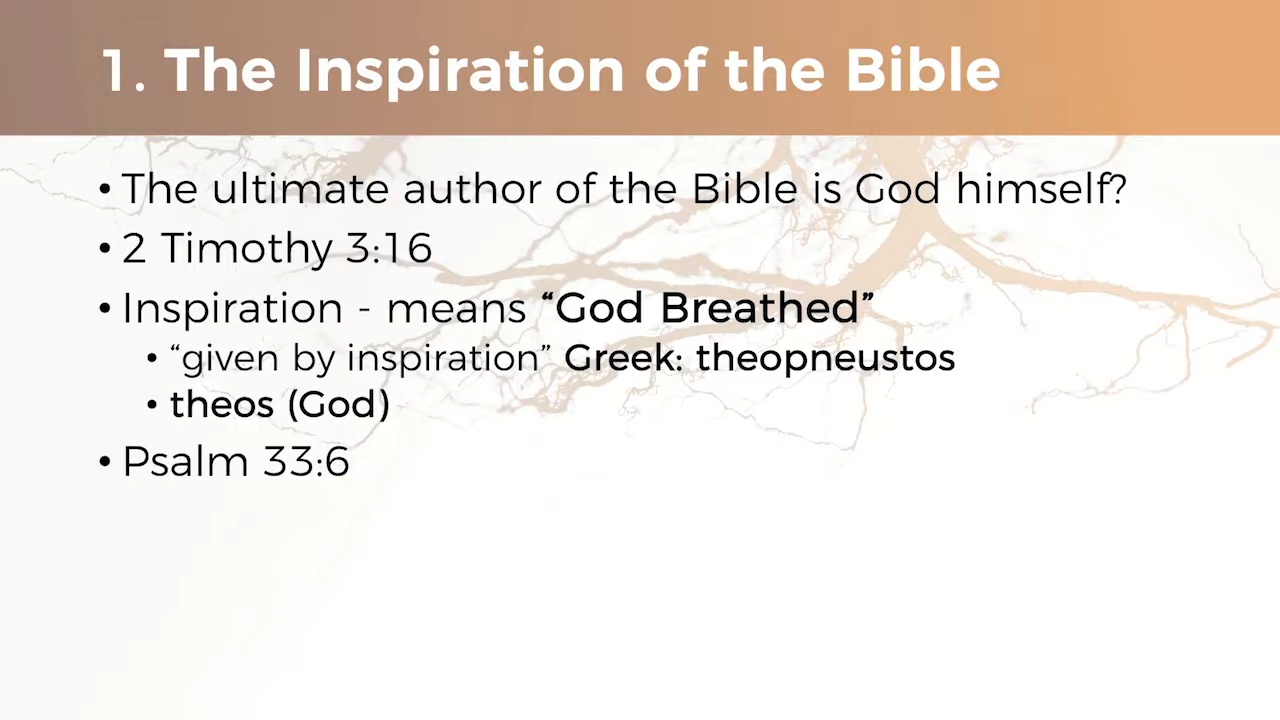 1. The Inspiration of the Bible
• The ultimate author of the Bible is God himself?
• 2 Timothy 3:16
• Inspiration - means “God Breathed”
• “given by inspiration” Greek: theopneustos
• theos (God)
• Psalm 33:6